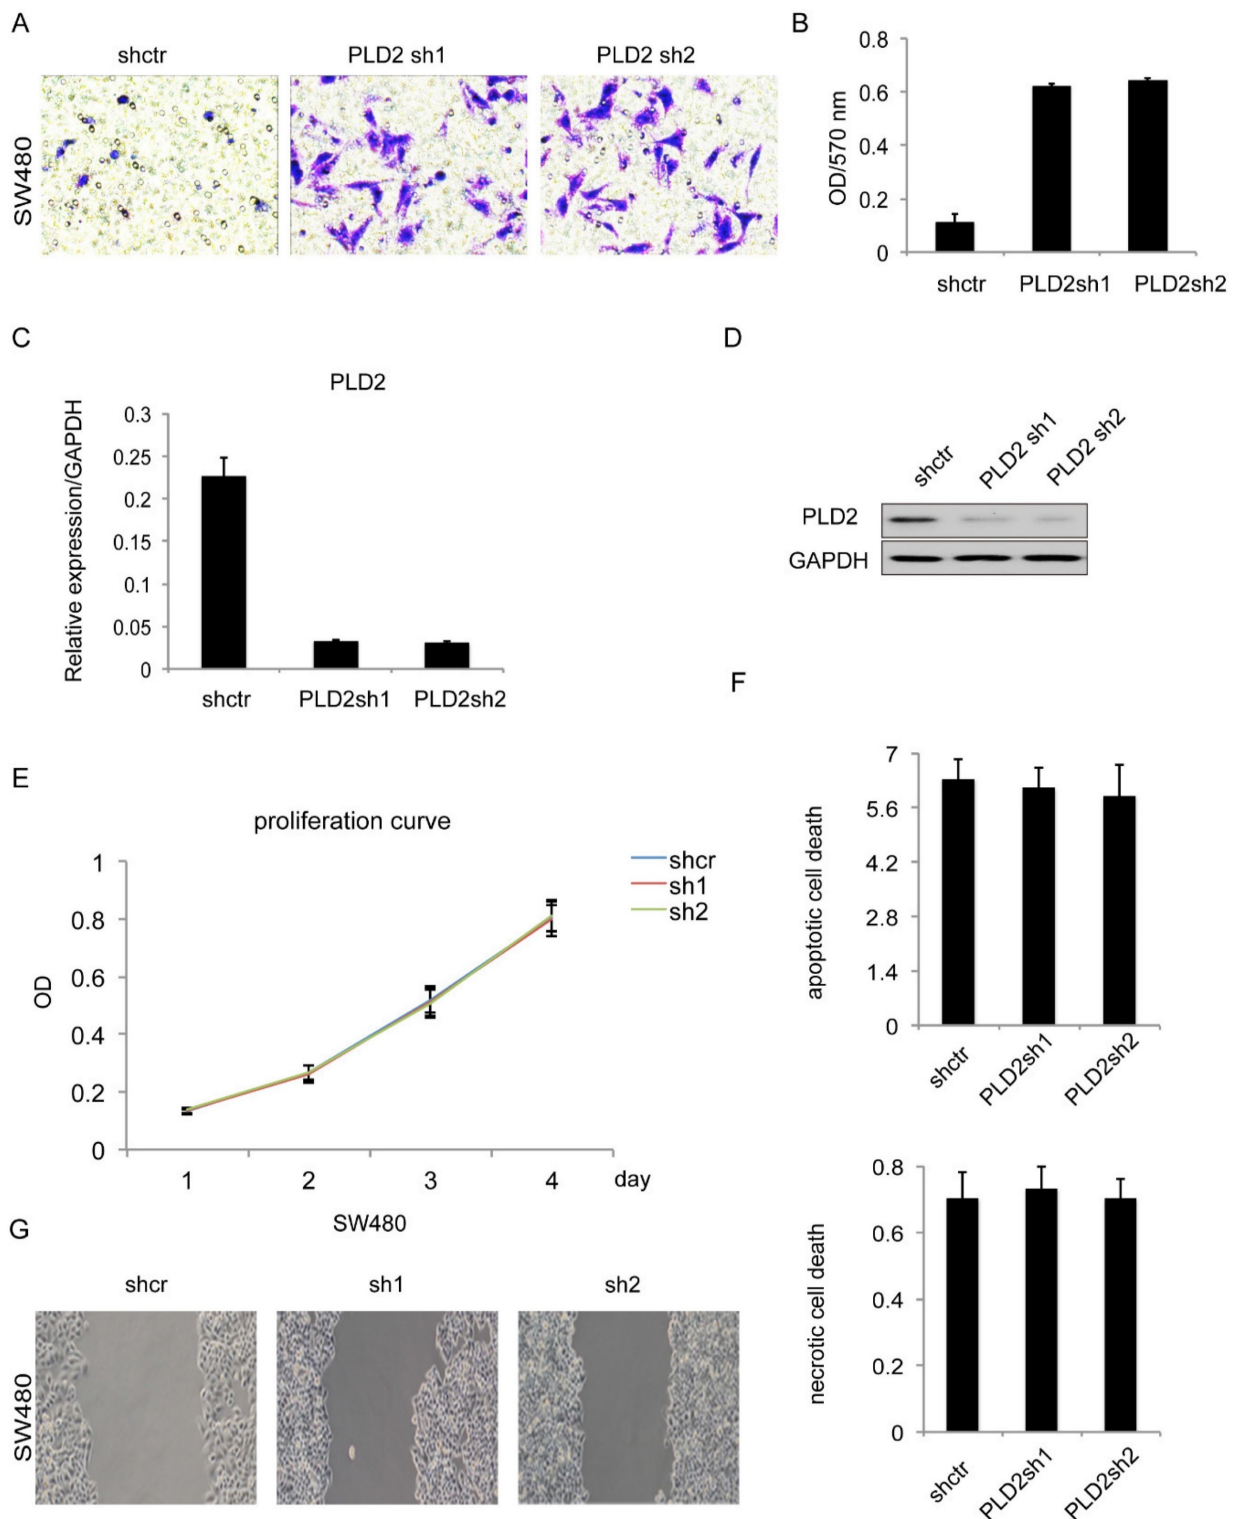 A
shctr PLD2 sh1 PLD2 sh2
SW480
B
0.8
0.6
0.4
0.2
0
OD/570 nm
shctr PLD2sh1 PLD2sh2
C
PLD2
0.3
0.25
0.2
0.15
0.1
0.05
0
Relative expression/GAPDH
shctr PLD2sh1 PLD2sh2
D
shctr PLD2 sh1 PLD2 sh2
PLD2
GAPDH
E
proliferation curve
1
0.8
0.6
0.4
0.2
0
OD
shcr
sh1
sh2
1 2 3 4 day
SW480
F
7
5.6
4.2
2.8
1.4
0
apoptotic cell death
shctr PLD2sh1 PLD2sh2
0.8
0.6
0.4
0.2
0
necrotic cell death
shctr PLD2sh1 PLD2sh2
G
shcr sh1 sh2
SW480